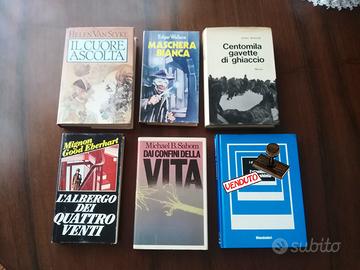 HELEN VAN SLYKE
IL CUORE
ASCOLTA
Edgar Wallace
MASCHERA
BIANCA
Centomila
gavette
di ghiaccio
Mignon
Good Eberhart
L'ALBERGO
DEI
QUATTRO
VENTI
Michael B. Sabom
DAI CONFINI DELLA
VITA
VENDUTO
Mondadori
subito